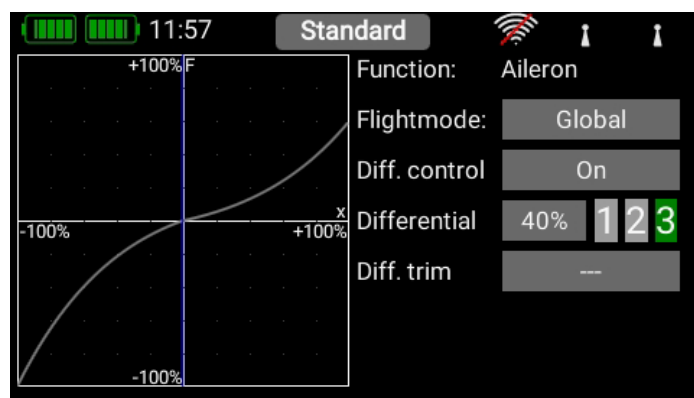 11:57 Standard
+100% F
Function: Aileron
Flightmode: Global
Diff. control On
x
-100% +100%
Differential 40% 1 2 3
Diff. trim ---
-100%